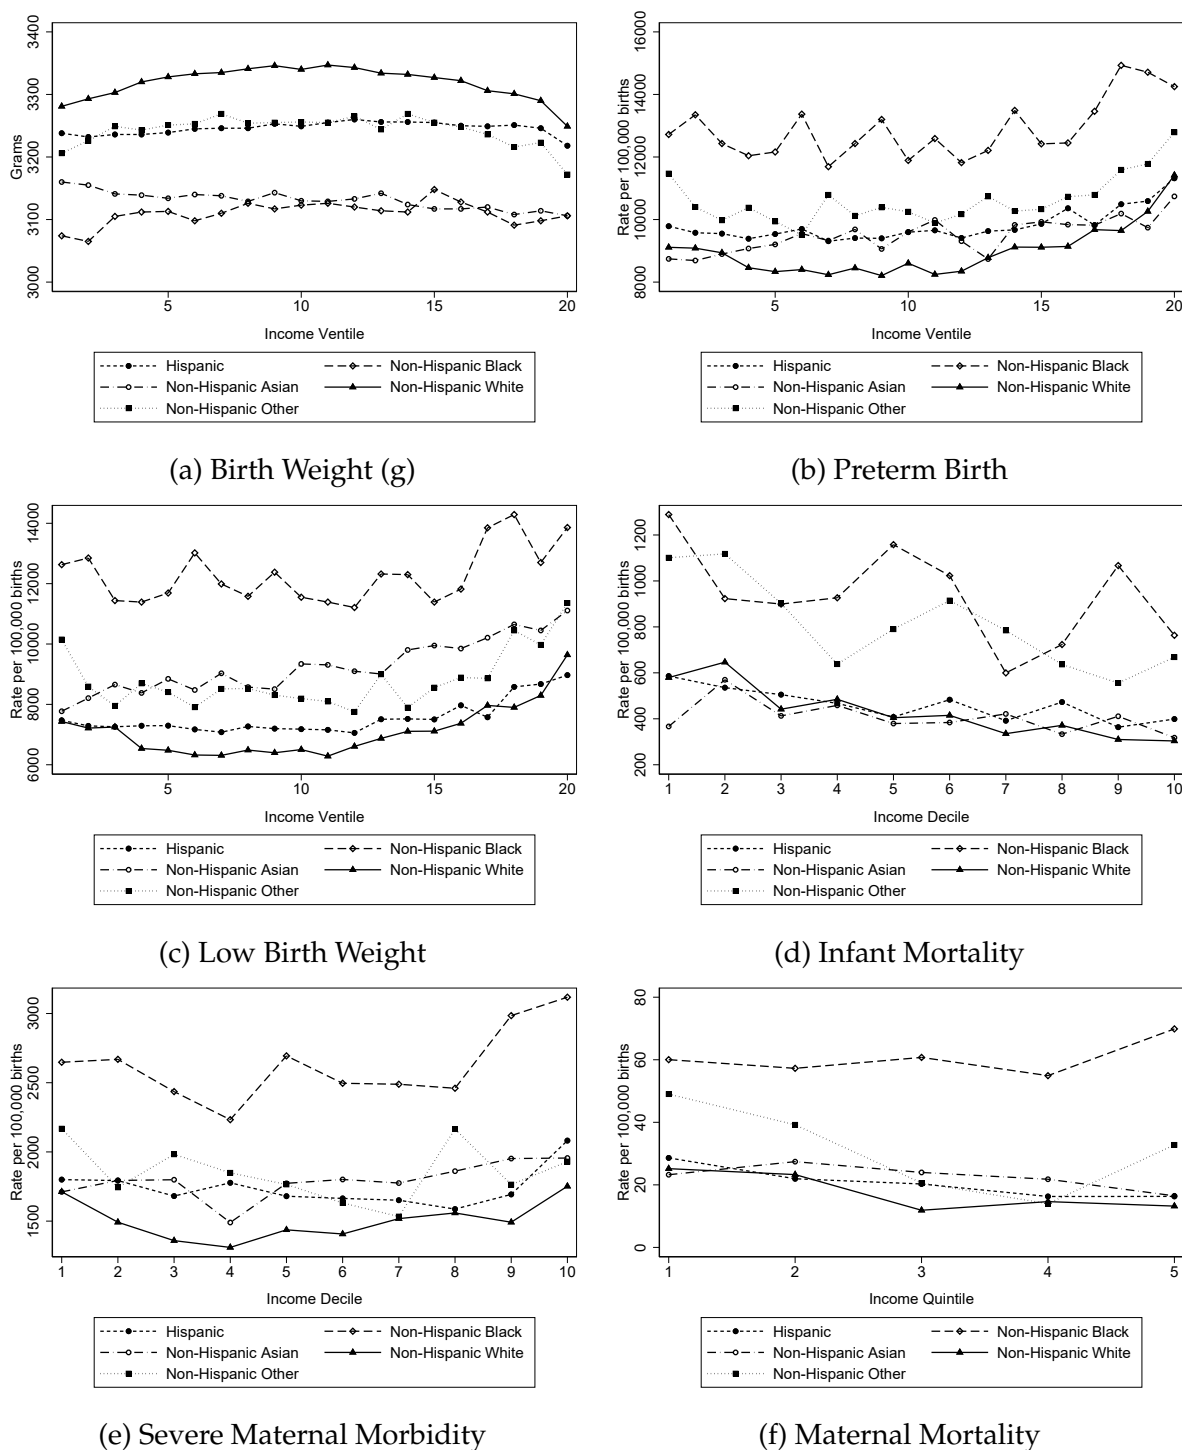 Grams
3400
3300
3200
3100
3000
5 10 15 20
Income Ventile
Hispanic Non-Hispanic Black
Non-Hispanic Asian Non-Hispanic White
Non-Hispanic Other
(a) Birth Weight (g)
Rate per 100,000 births
16000
14000
12000
10000
8000
5 10 15 20
Income Ventile
Hispanic Non-Hispanic Black
Non-Hispanic Asian Non-Hispanic White
Non-Hispanic Other
(b) Preterm Birth
Rate per 100,000 births
14000
12000
10000
8000
6000
5 10 15 20
Income Ventile
Hispanic Non-Hispanic Black
Non-Hispanic Asian Non-Hispanic White
Non-Hispanic Other
(c) Low Birth Weight
Rate per 100,000 births
1200
1000
800
600
400
200
1 2 3 4 5 6 7 8 9 10
Income Decile
Hispanic Non-Hispanic Black
Non-Hispanic Asian Non-Hispanic White
Non-Hispanic Other
(d) Infant Mortality
Rate per 100,000 births
3000
2500
2000
1500
1 2 3 4 5 6 7 8 9 10
Income Decile
Hispanic Non-Hispanic Black
Non-Hispanic Asian Non-Hispanic White
Non-Hispanic Other
(e) Severe Maternal Morbidity
Rate per 100,000 births
80
60
40
20
0
1 2 3 4 5
Income Quintile
Hispanic Non-Hispanic Black
Non-Hispanic Asian Non-Hispanic White
Non-Hispanic Other
(f) Maternal Mortality